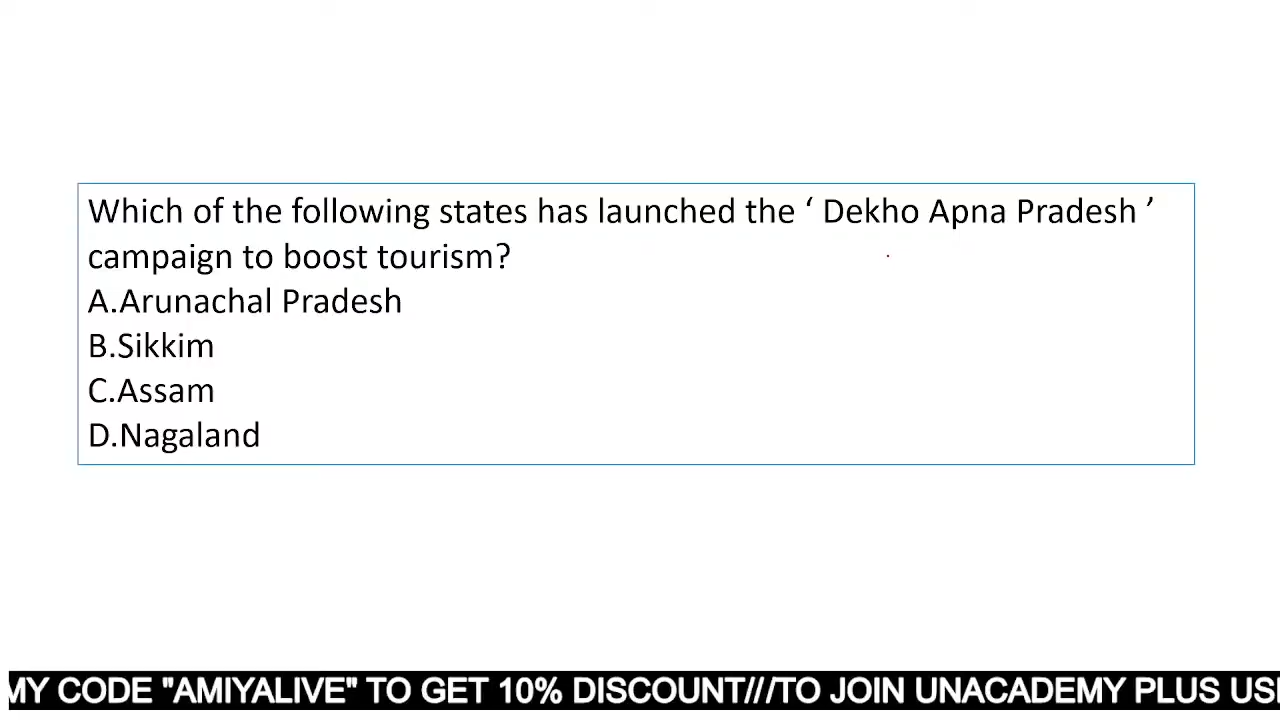 Which of the following states has launched the ‘ Dekho Apna Pradesh ’
campaign to boost tourism?
A.Arunachal Pradesh
B.Sikkim
C.Assam
D.Nagaland
MY CODE "AMIYALIVE" TO GET 10% DISCOUNT///TO JOIN UNACADEMY PLUS USE